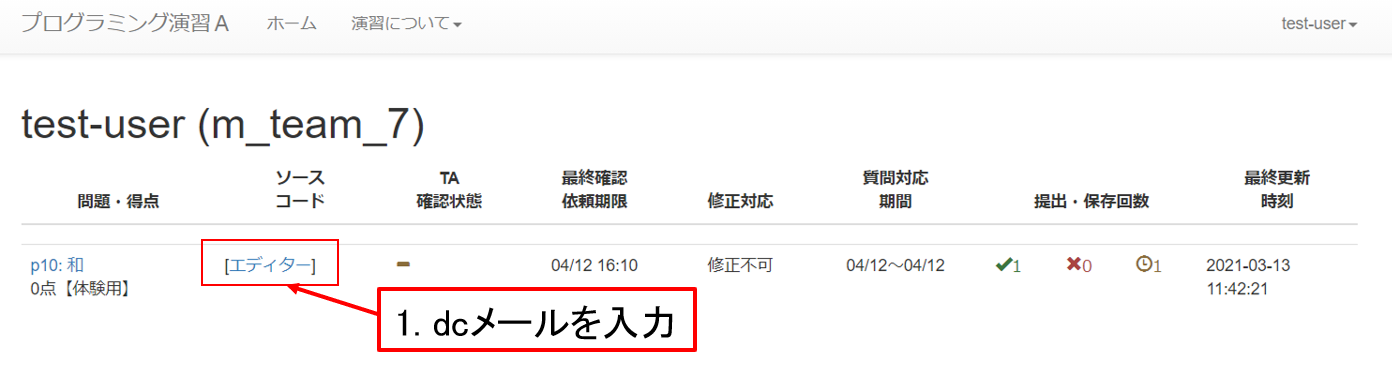 プログラミング演習A ホーム 演習について test-user
test-user (m_team_7)
問題・得点 ソースコード TA確認状態 最終確認依頼期限 修正対応 質問対応期間 提出・保存回数 最終更新時刻
p10: 和 [エディター] 04/12 16:10 修正不可 04/12～04/12 1 0 1 2021-03-13
0点【体験用】 11:42:21
1. dcメールを入力